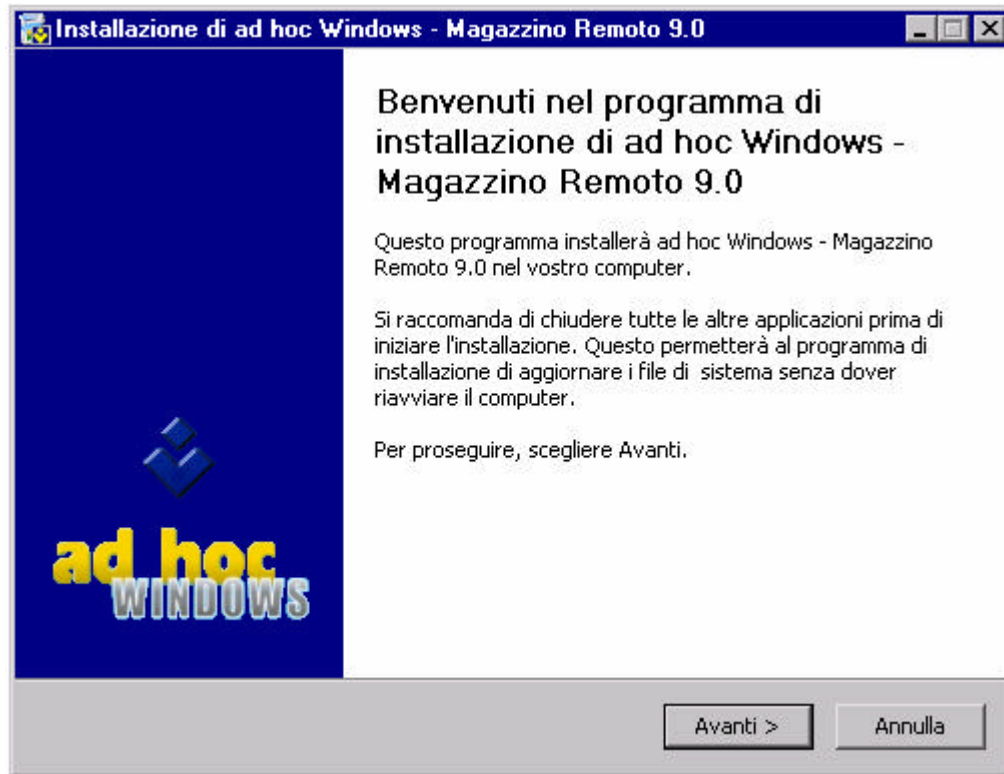 Installazione di ad hoc Windows - Magazzino Remoto 9.0
Benvenuti nel programma di
installazione di ad hoc Windows -
Magazzino Remoto 9.0
Questo programma installerà ad hoc Windows - Magazzino
Remoto 9.0 nel vostro computer.
Si raccomanda di chiudere tutte le altre applicazioni prima di
iniziare l'installazione. Questo permetterà al programma di
installazione di aggiornare i file di  sistema senza dover
riavviare il computer.
Per proseguire, scegliere Avanti.
ad hoc
WINDOWS
Avanti >
Annulla